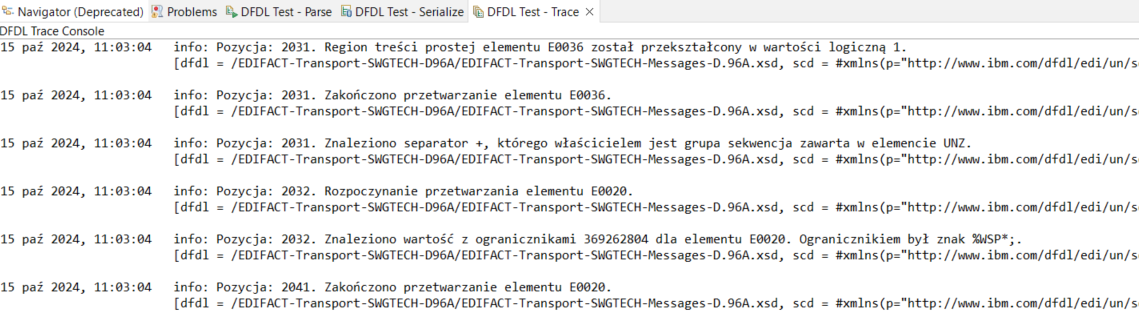 Navigator (Deprecated) Problems DFDL Test - Parse DFDL Test - Serialize DFDL Test - Trace
DFDL Trace Console
15 paź 2024, 11:03:04 info: Pozycja: 2031. Region treści prostej elementu E0036 został przekształcony w wartości logiczną 1.
[dfdl = /EDIFACT-Transport-SWGTECH-D96A/EDIFACT-Transport-SWGTECH-Messages-D.96A.xsd, scd = #xmlns(p="http://www.ibm.com/dfdl/edi/un/s
15 paź 2024, 11:03:04 info: Pozycja: 2031. Zakończono przetwarzanie elementu E0036.
[dfdl = /EDIFACT-Transport-SWGTECH-D96A/EDIFACT-Transport-SWGTECH-Messages-D.96A.xsd, scd = #xmlns(p="http://www.ibm.com/dfdl/edi/un/s
15 paź 2024, 11:03:04 info: Pozycja: 2031. Znaleziono separator +, którego właścicielem jest grupa sekwencja zawarta w elemencie UNZ.
[dfdl = /EDIFACT-Transport-SWGTECH-D96A/EDIFACT-Transport-SWGTECH-Messages-D.96A.xsd, scd = #xmlns(p="http://www.ibm.com/dfdl/edi/un/s
15 paź 2024, 11:03:04 info: Pozycja: 2032. Rozpoczynanie przetwarzania elementu E0020.
[dfdl = /EDIFACT-Transport-SWGTECH-D96A/EDIFACT-Transport-SWGTECH-Messages-D.96A.xsd, scd = #xmlns(p="http://www.ibm.com/dfdl/edi/un/s
15 paź 2024, 11:03:04 info: Pozycja: 2032. Znaleziono wartość z ogranicznikami 369262804 dla elementu E0020. Ogranicznikiem był znak %WSP*;.
[dfdl = /EDIFACT-Transport-SWGTECH-D96A/EDIFACT-Transport-SWGTECH-Messages-D.96A.xsd, scd = #xmlns(p="http://www.ibm.com/dfdl/edi/un/s
15 paź 2024, 11:03:04 info: Pozycja: 2041. Zakończono przetwarzanie elementu E0020.
[dfdl = /EDIFACT-Transport-SWGTECH-D96A/EDIFACT-Transport-SWGTECH-Messages-D.96A.xsd, scd = #xmlns(p="http://www.ibm.com/dfdl/edi/un/s